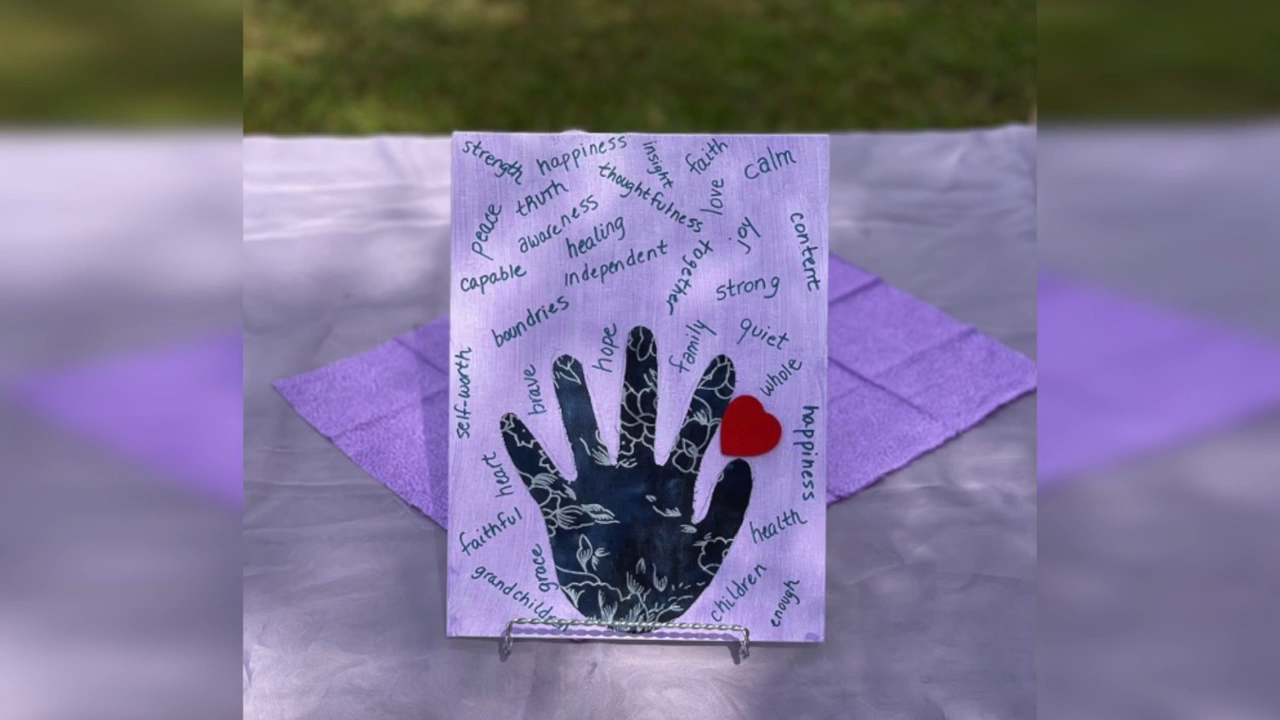 strength
happiness
insight
faith
calm
thoughtfulness
love
truth
peace
awareness
healing
joy
content
capable
independent
together
strong
boundries
hope
family
quiet
whole
self-worth
brave
happiness
heart
faithful
health
grace
grandchildren
children
enough